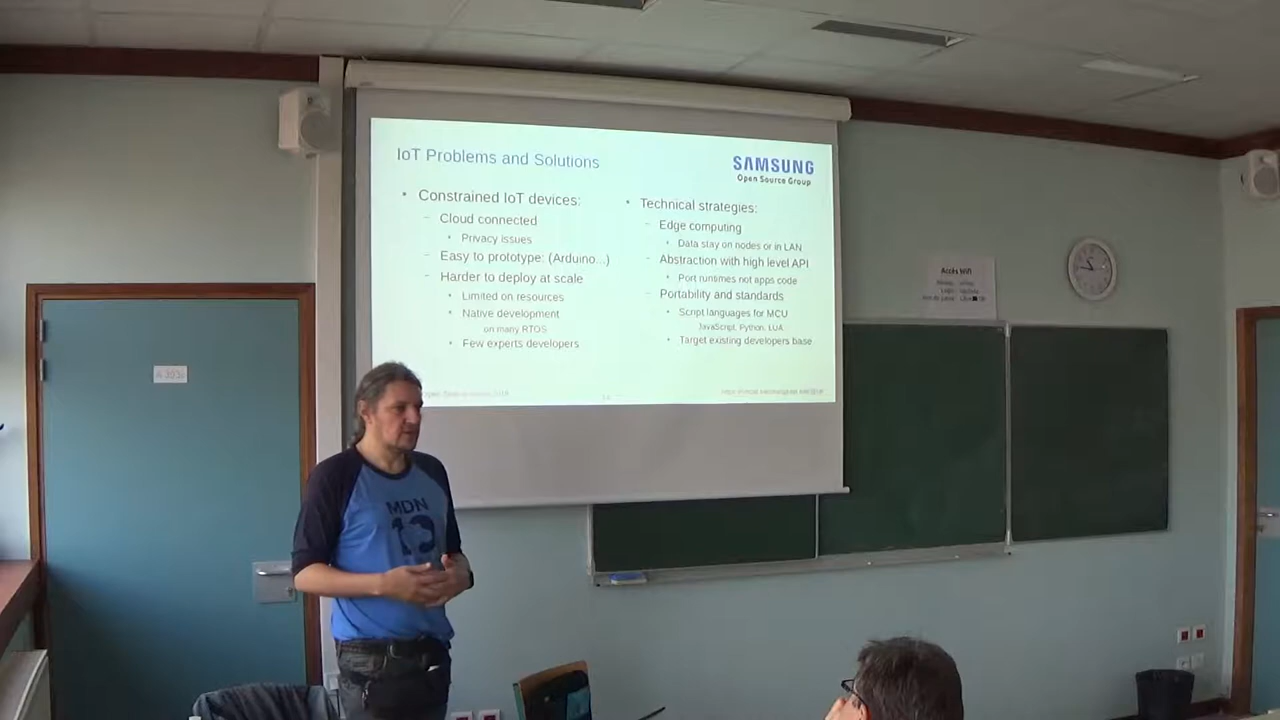 IoT Problems and Solutions
SAMSUNG
Open Source Group
• Constrained IoT devices:
– Cloud connected
• Privacy issues
– Easy to prototype: (Arduino...)
– Harder to deploy at scale
• Limited on resources
• Native development
on many RTOS
• Few experts developers
• Technical strategies:
– Edge computing
• Data stay on nodes or in LAN
– Abstraction with high level API
• Port runtimes not apps code
– Portability and standards
• Script languages for MCU
JavaScript, Python, LUA
• Target existing developers base
14
Accès Wifi
MDN